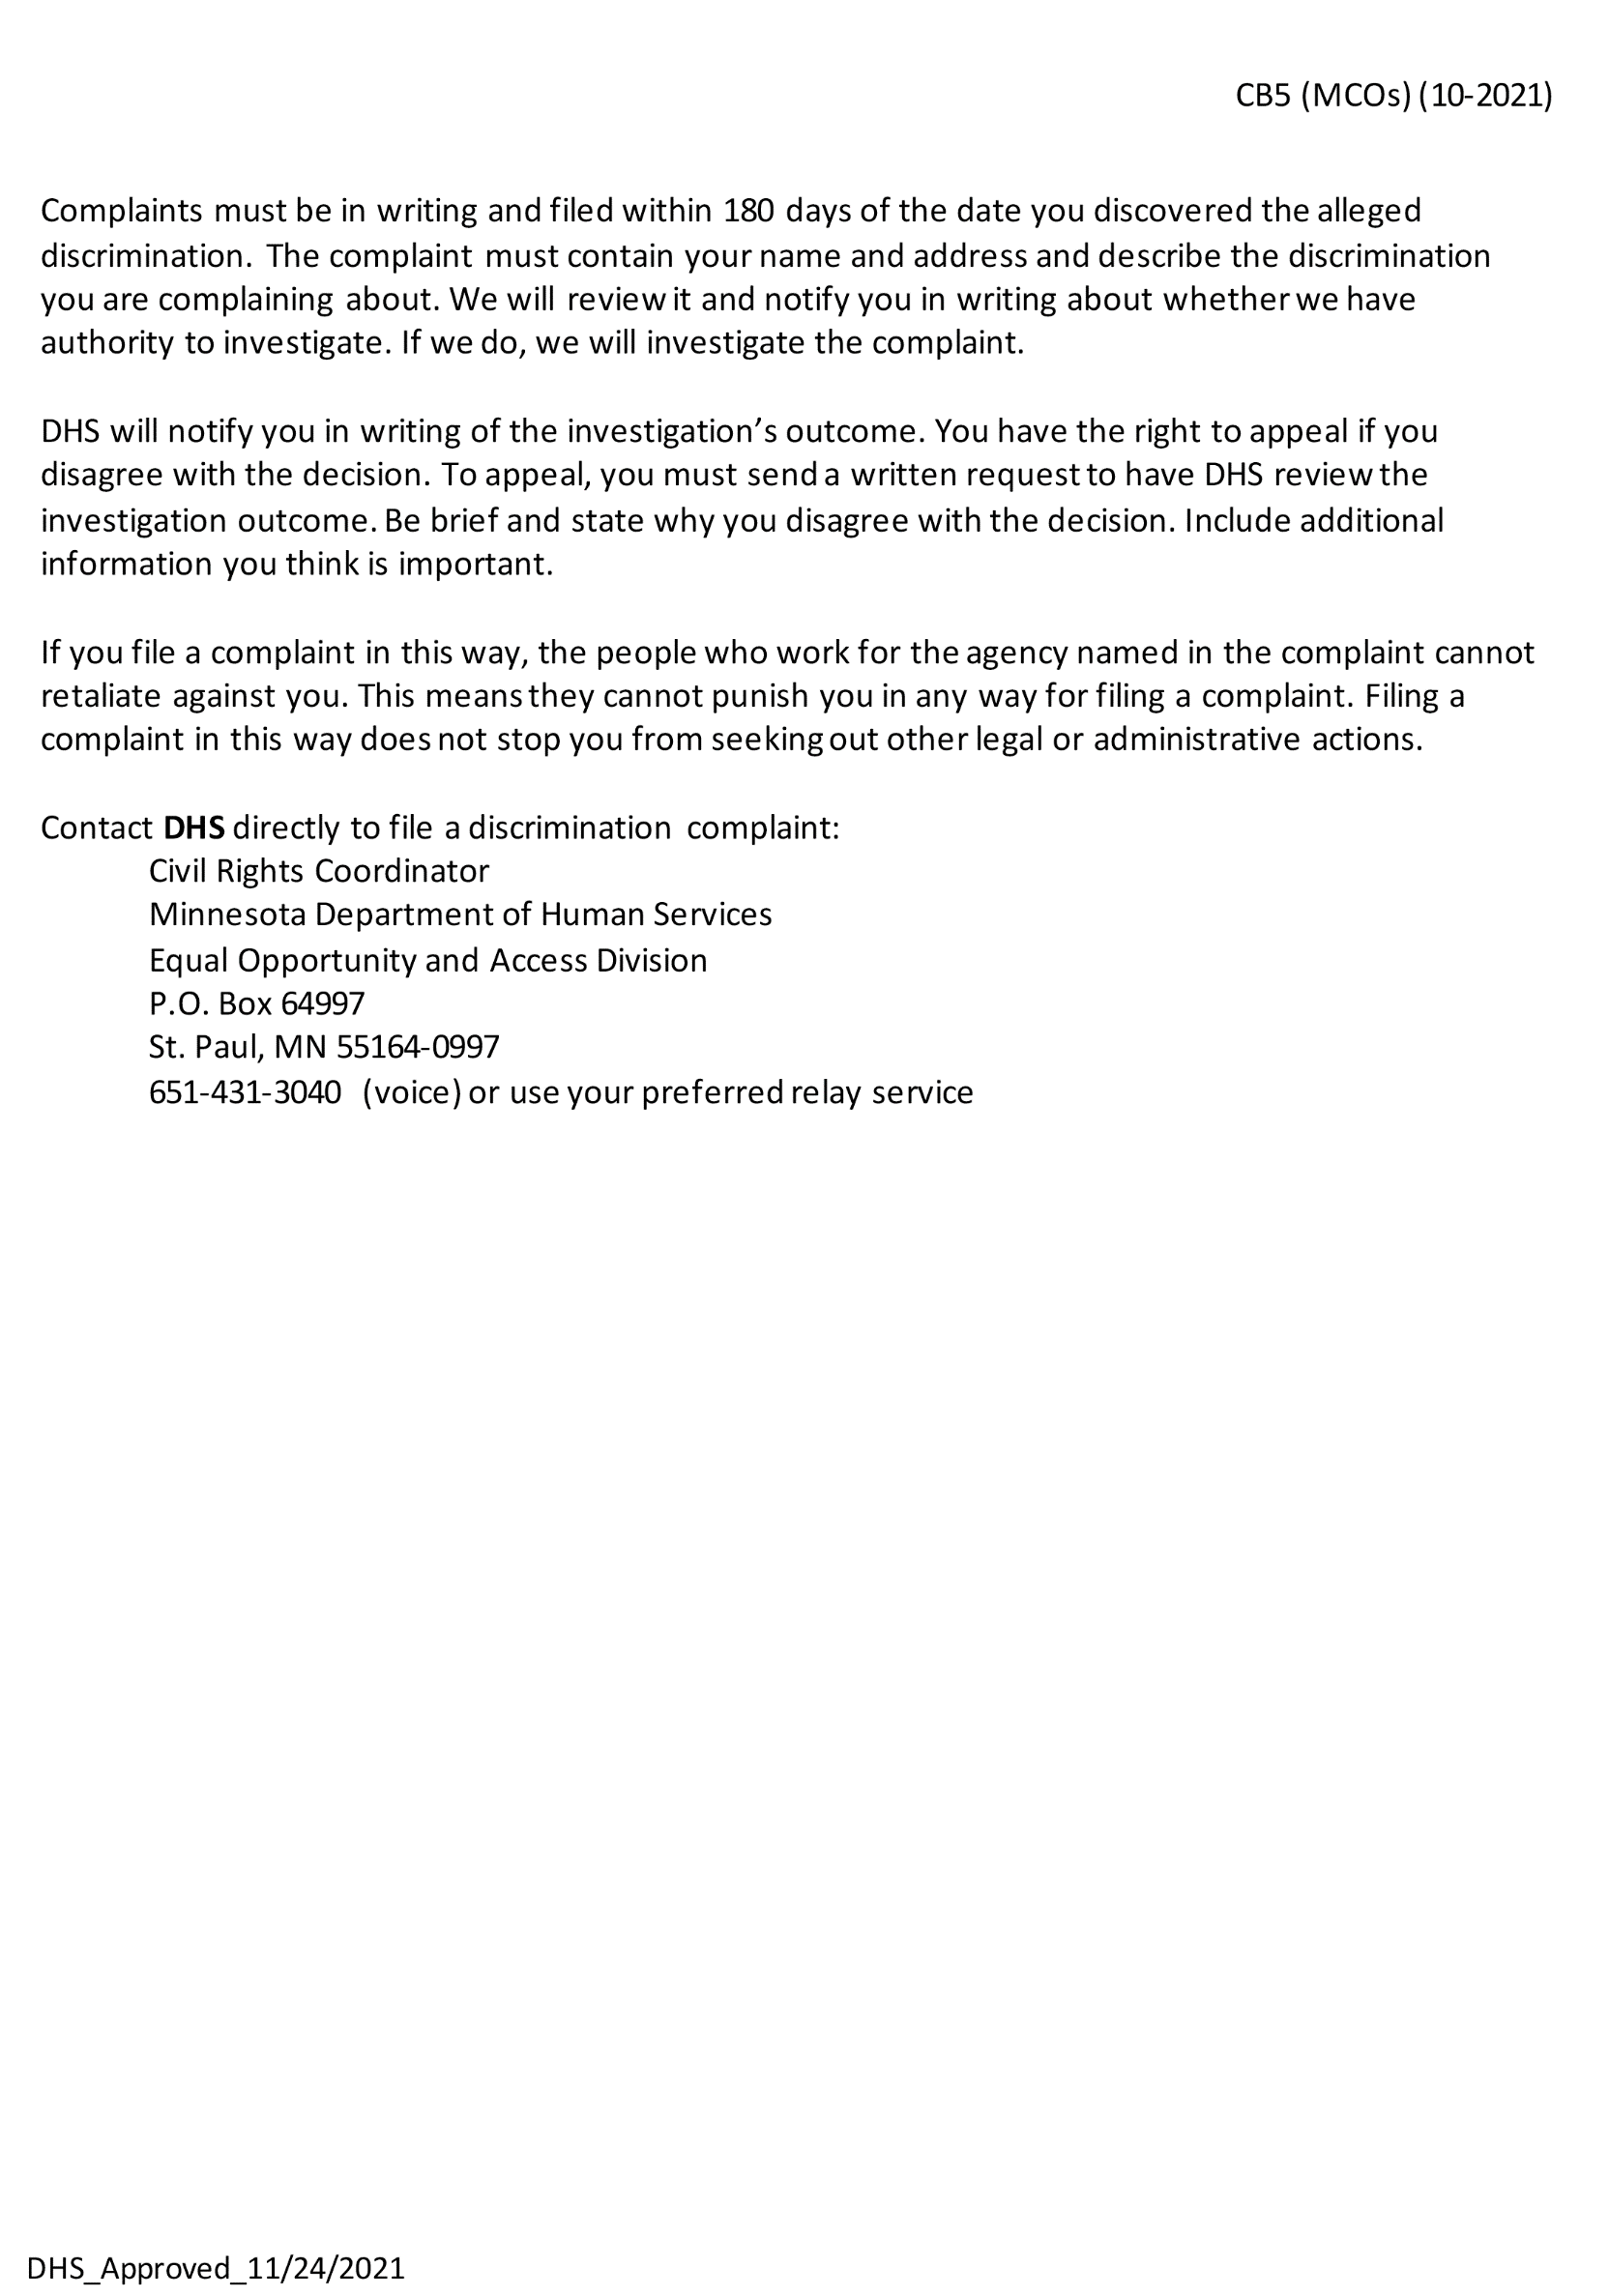 CB5 (MCOs) (10-2021)
Complaints must be in writing and filed within 180 days of the date you discovered the alleged
discrimination. The complaint must contain your name and address and describe the discrimination
you are complaining about. We will review it and notify you in writing about whether we have
authority to investigate. If we do, we will investigate the complaint.
DHS will notify you in writing of the investigation’s outcome. You have the right to appeal if you
disagree with the decision. To appeal, you must send a written request to have DHS review the
investigation outcome. Be brief and state why you disagree with the decision. Include additional
information you think is important.
If you file a complaint in this way, the people who work for the agency named in the complaint cannot
retaliate against you. This means they cannot punish you in any way for filing a complaint. Filing a
complaint in this way does not stop you from seeking out other legal or administrative actions.
Contact DHS directly to file a discrimination complaint:
Civil Rights Coordinator
Minnesota Department of Human Services
Equal Opportunity and Access Division
P.O. Box 64997
St. Paul, MN 55164-0997
651-431-3040 (voice) or use your preferred relay service
DHS_Approved_11/24/2021